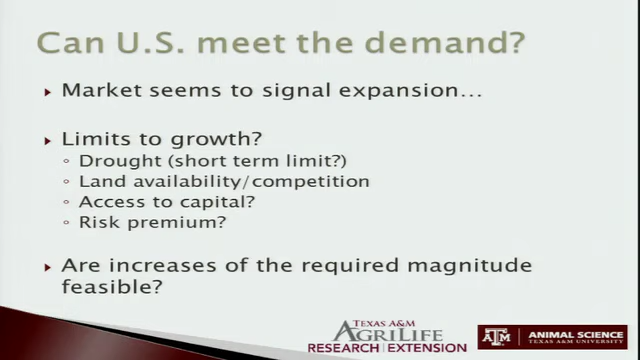 Can U.S. meet the demand?
Market seems to signal expansion…
Limits to growth?
Drought (short term limit?)
Land availability/competition
Access to capital?
Risk premium?
Are increases of the required magnitude
feasible?
TEXAS A&M
AGRILIFE
RESEARCH | EXTENSION
ATM
ANIMAL SCIENCE
TEXAS A&M UNIVERSITY